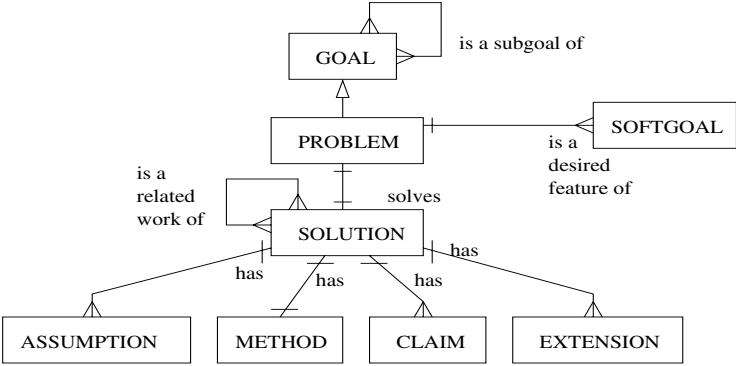 is a subgoal of
GOAL
PROBLEM
SOFTGOAL
is a
desired
feature of
is a
related
work of
solves
SOLUTION
has
has
has
has
ASSUMPTION
METHOD
CLAIM
EXTENSION